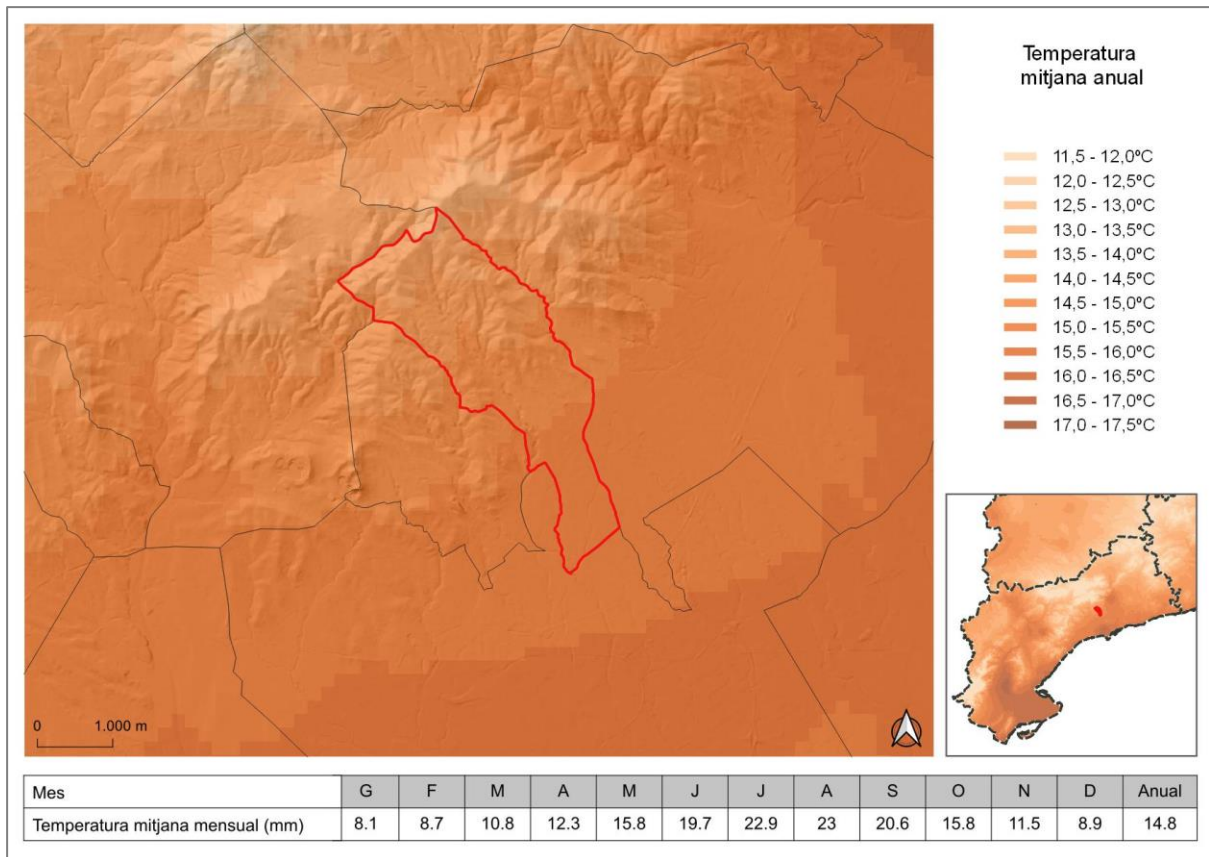 Temperatura
mitjana anual
11,5 - 12,0ºC
12,0 - 12,5ºC
12,5 - 13,0ºC
13,0 - 13,5ºC
13,5 - 14,0ºC
14,0 - 14,5ºC
14,5 - 15,0ºC
15,0 - 15,5ºC
15,5 - 16,0ºC
16,0 - 16,5ºC
16,5 - 17,0ºC
17,0 - 17,5ºC
0 1.000 m
Mes G F M A M J J A S O N D Anual
Temperatura mitjana mensual (mm) 8.1 8.7 10.8 12.3 15.8 19.7 22.9 23 20.6 15.8 11.5 8.9 14.8